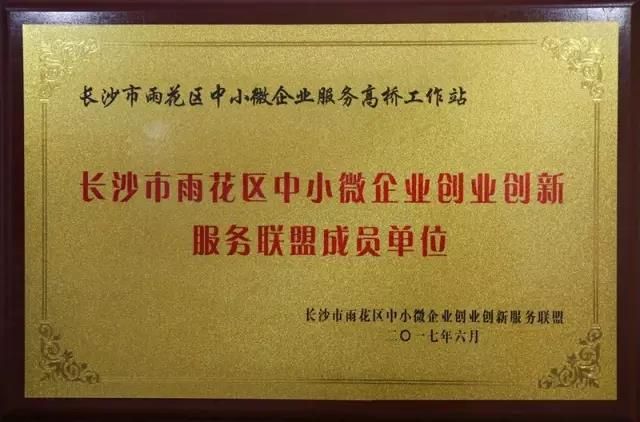 长沙市雨花区中小微企业服务高桥工作站
长沙市雨花区中小微企业创业创新
服务联盟成员单位
长沙市雨花区中小微企业创业创新服务联盟
二〇一七年六月